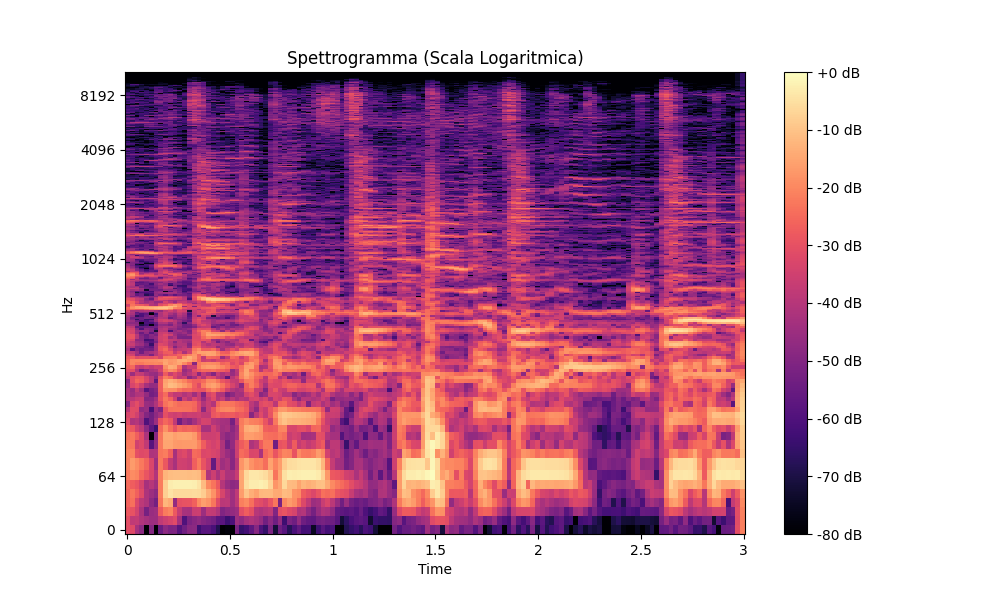 Spettrogramma (Scala Logaritmica)
Hz
8192
4096
2048
1024
512
256
128
64
0
0
0.5
1
1.5
2
2.5
3
Time
+0 dB
-10 dB
-20 dB
-30 dB
-40 dB
-50 dB
-60 dB
-70 dB
-80 dB